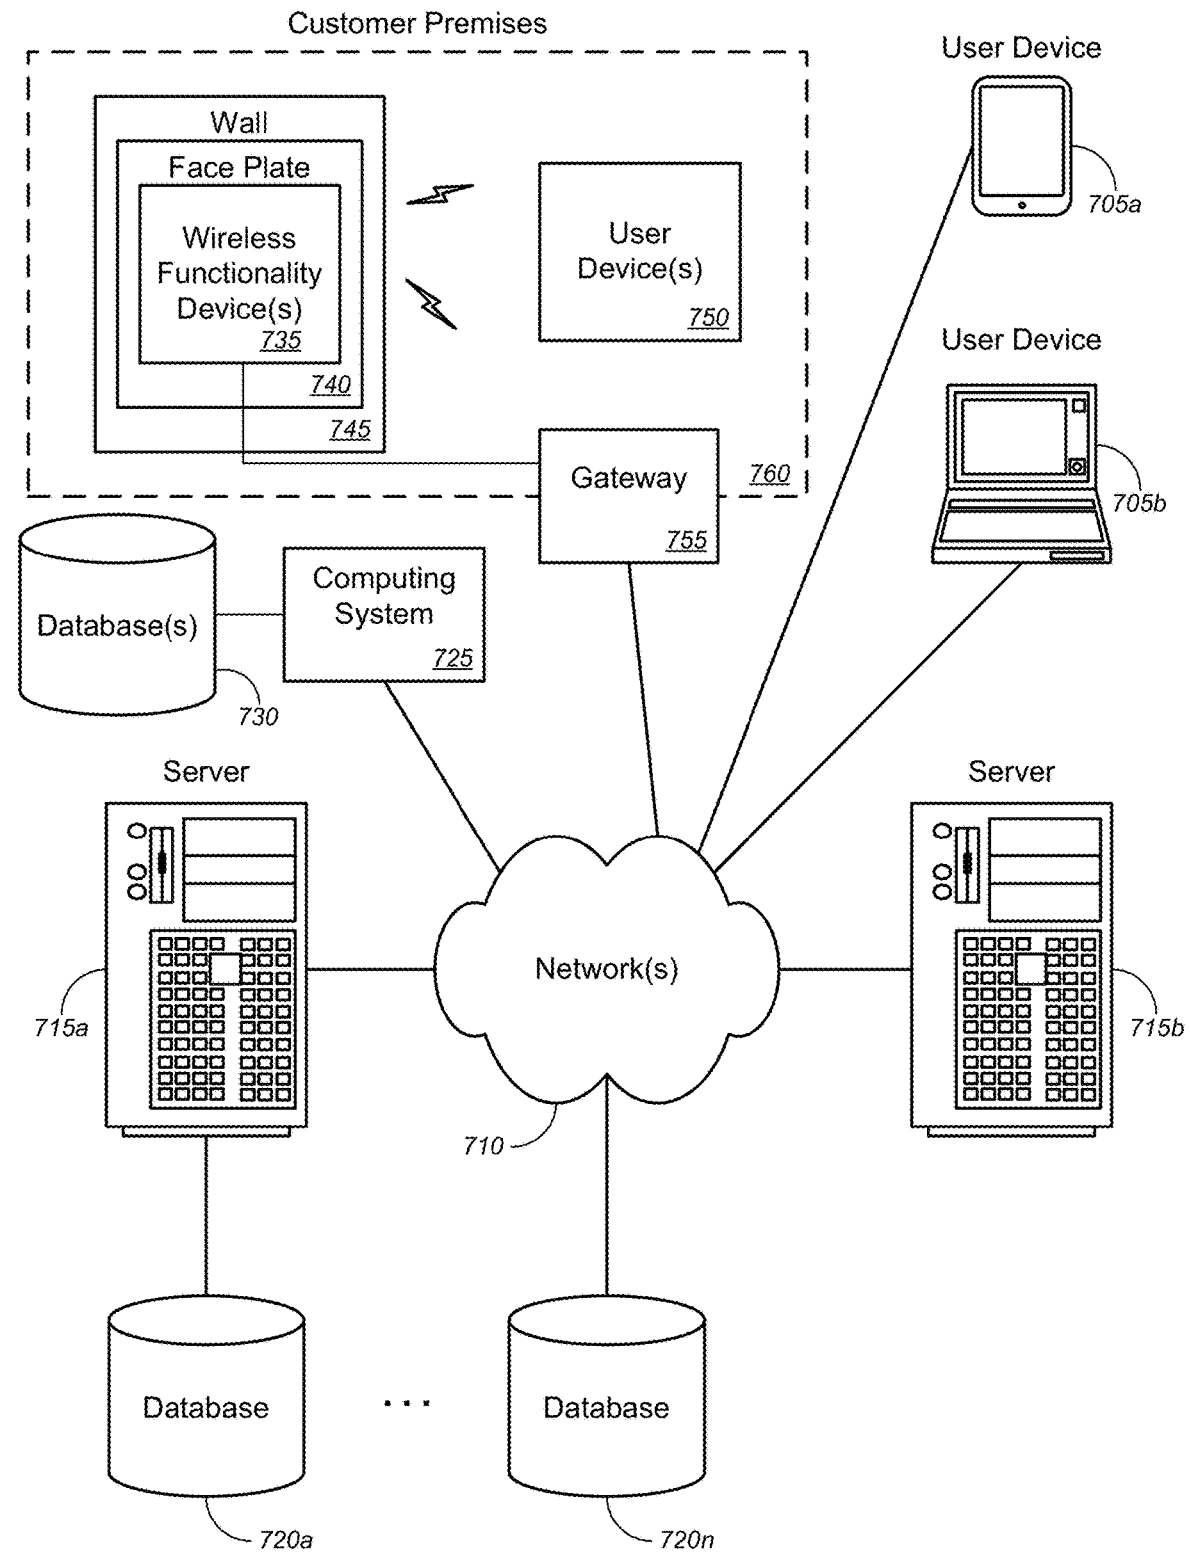 Customer Premises
User Device
Wall
Face Plate
705a
Wireless
Functionality
Device(s)
735
User
Device(s)
750
User Device
740
745
Gateway
760
705b
755
Computing
System
725
Database(s)
730
Server
Server
Network(s)
715a
715b
710
Database
. . .
Database
720a
720n